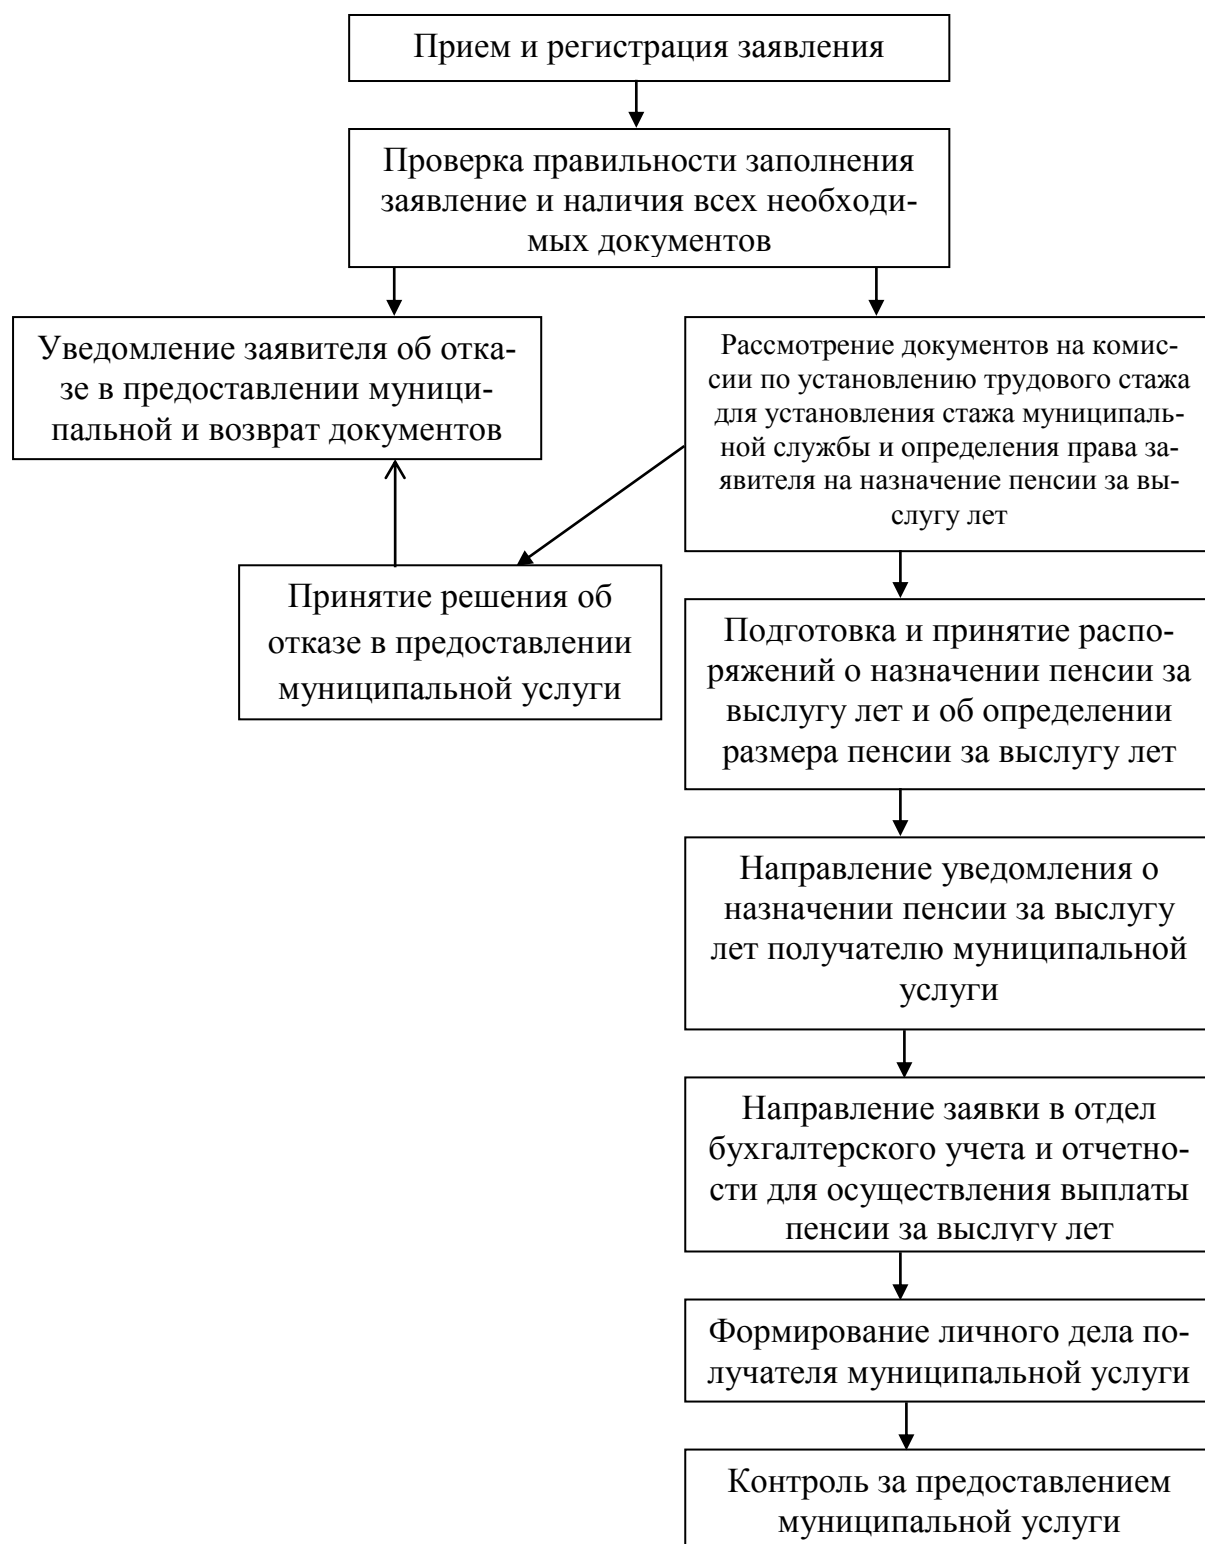 Прием и регистрация заявления
Проверка правильности заполнения
заявление и наличия всех необходи-
мых документов
Уведомление заявителя об отка-
зе в предоставлении муници-
пальной и возврат документов
Рассмотрение документов на комис-
сии по установлению трудового стажа
для установления стажа муниципаль-
ной службы и определения права за-
явителя на назначение пенсии за вы-
слугу лет
Принятие решения об
отказе в предоставлении
муниципальной услуги
Подготовка и принятие распо-
ряжений о назначении пенсии за
выслугу лет и об определении
размера пенсии за выслугу лет
Направление уведомления о
назначении пенсии за выслугу
лет получателю муниципальной
услуги
Направление заявки в отдел
бухгалтерского учета и отчетно-
сти для осуществления выплаты
пенсии за выслугу лет
Формирование личного дела по-
лучателя муниципальной услуги
Контроль за предоставлением
муниципальной услуги